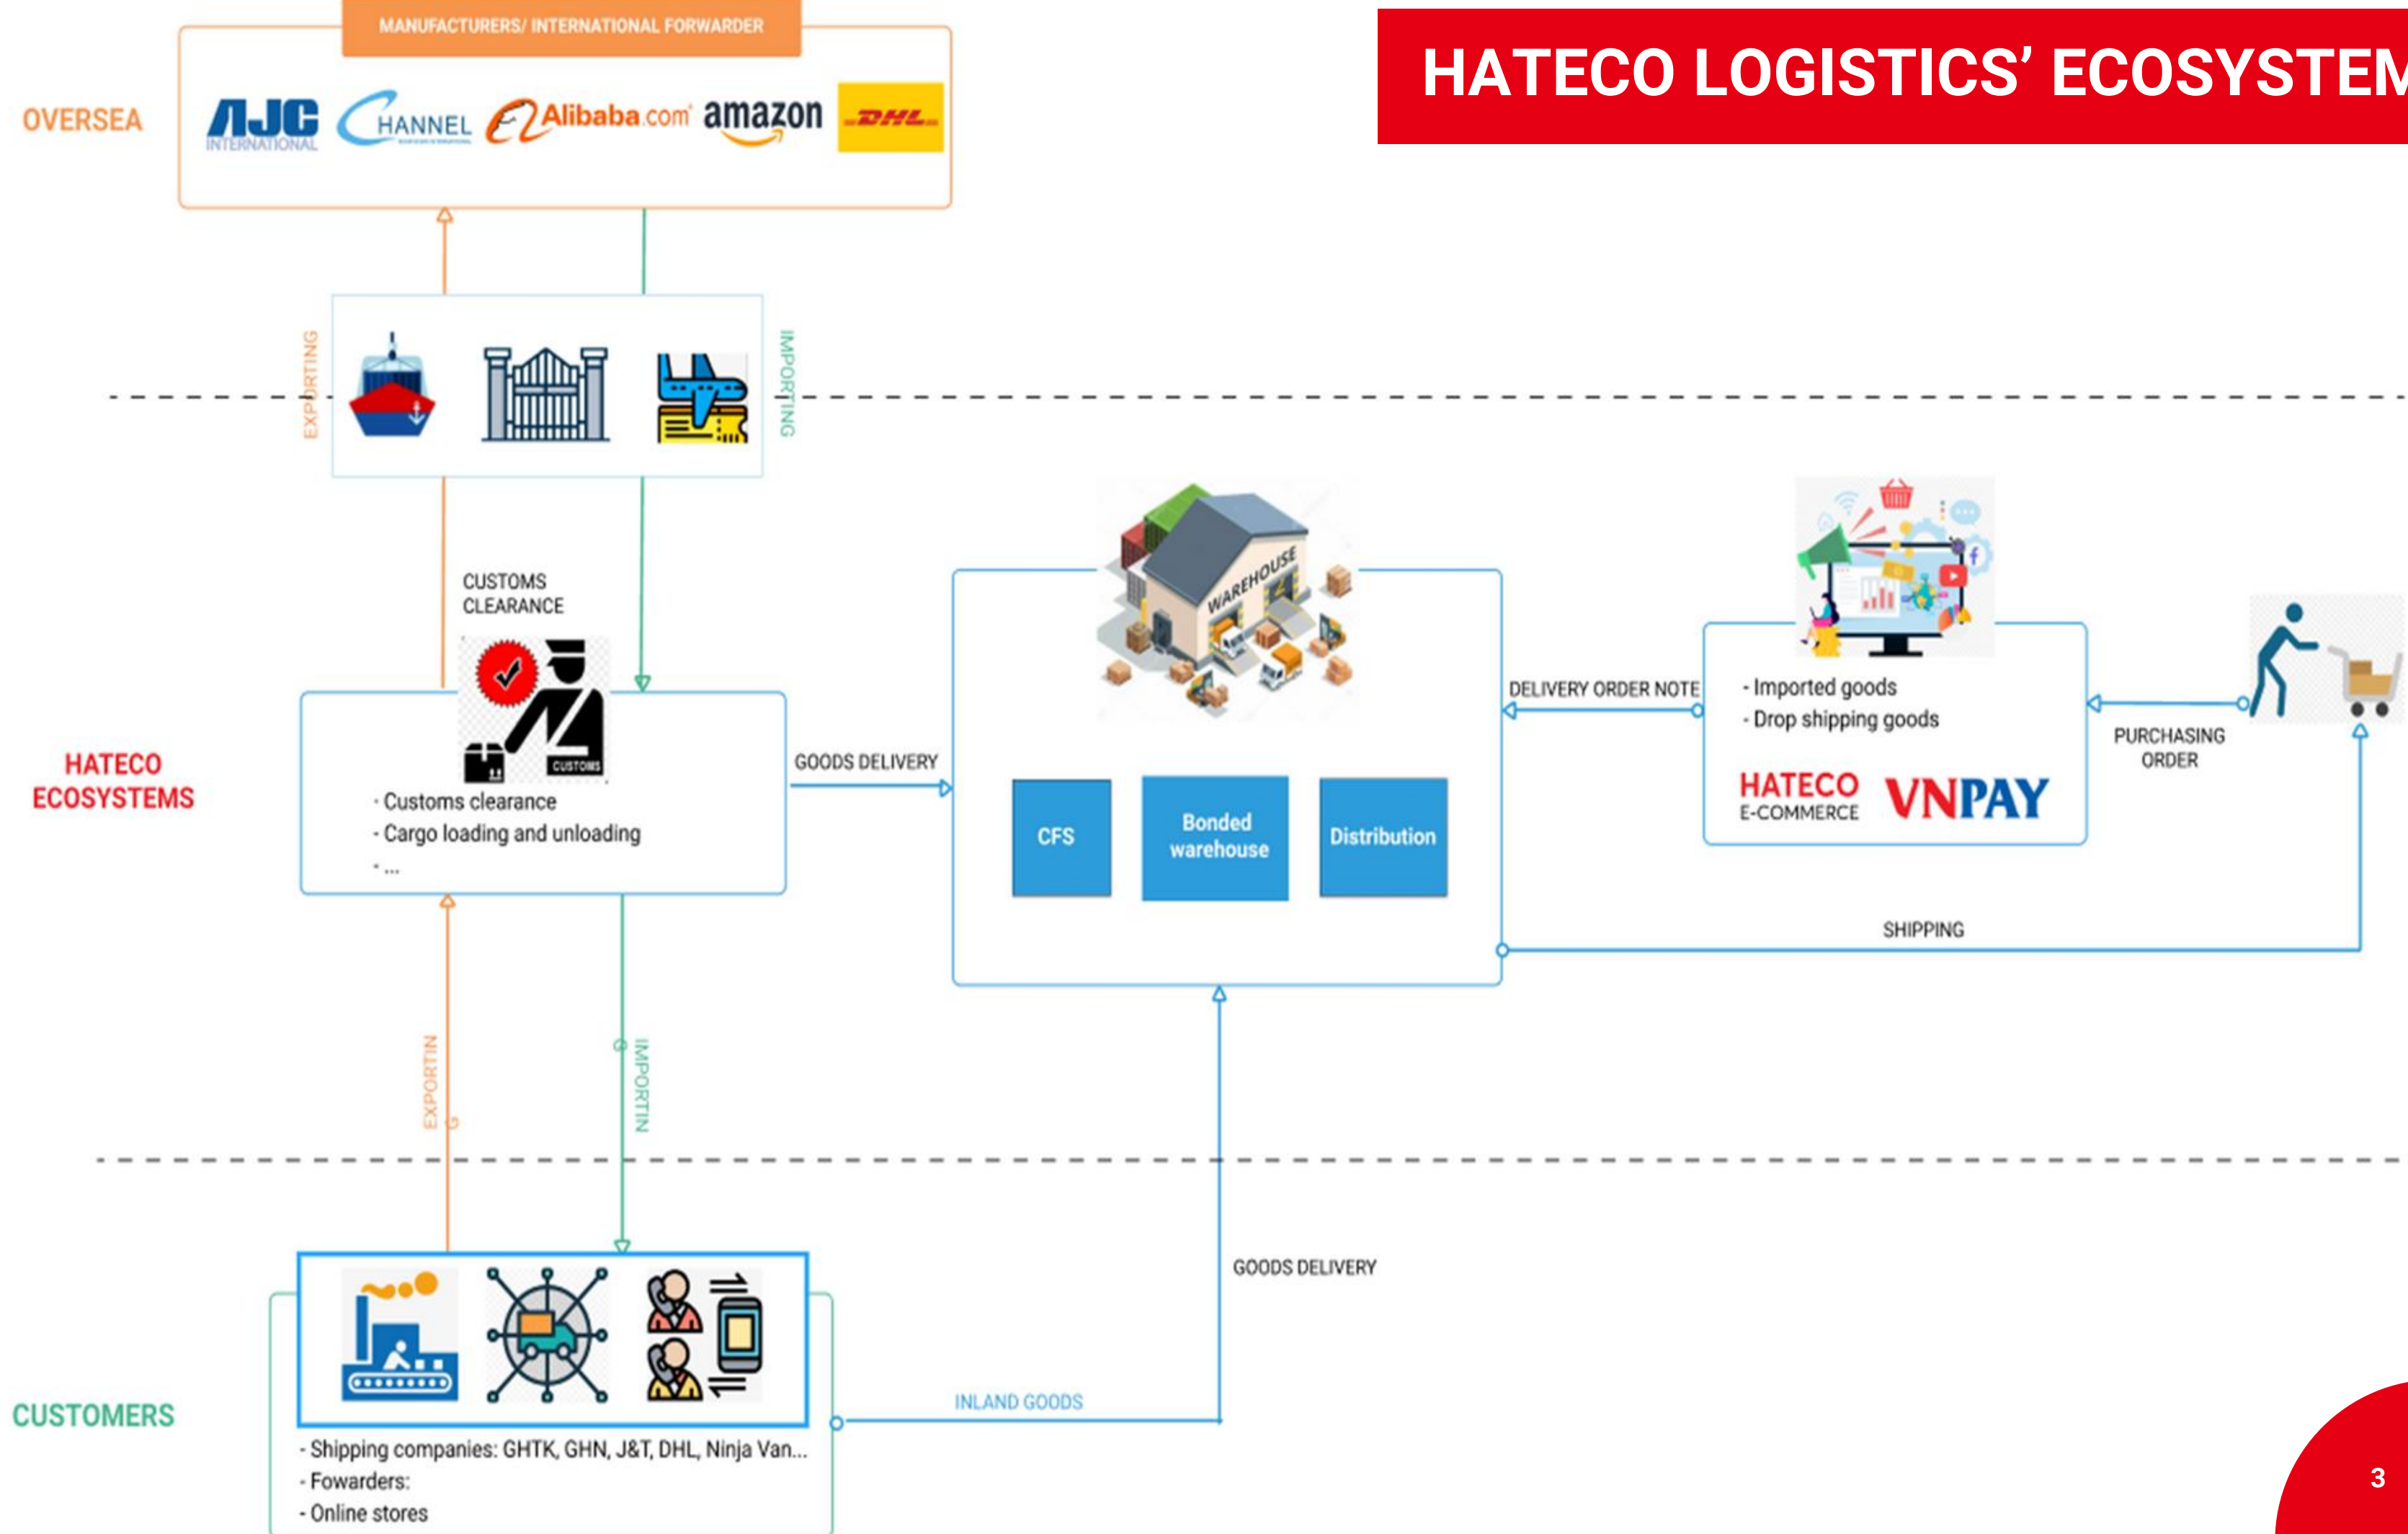 MANUFACTURERS/ INTERNATIONAL FORWARDER
HATECO LOGISTICS’ ECOSYSTEM
OVERSEA
AJC
INTERNATIONAL
CHANNEL
Alibaba.com
amazon
DHL
EXPORTING
IMPORTING
CUSTOMS
CLEARANCE
CUSTOMS
- Customs clearance
- Cargo loading and unloading
- ...
HATECO
ECOSYSTEMS
GOODS DELIVERY
WAREHOUSE
CFS
Bonded
warehouse
Distribution
DELIVERY ORDER NOTE
- Imported goods
- Drop shipping goods
HATECO
E-COMMERCE
VNPAY
PURCHASING
ORDER
SHIPPING
EXPORTIN
G
IMPORTIN
G
GOODS DELIVERY
CUSTOMERS
INLAND GOODS
- Shipping companies: GHTK, GHN, J&T, DHL, Ninja Van...
- Fowarders:
- Online stores
3